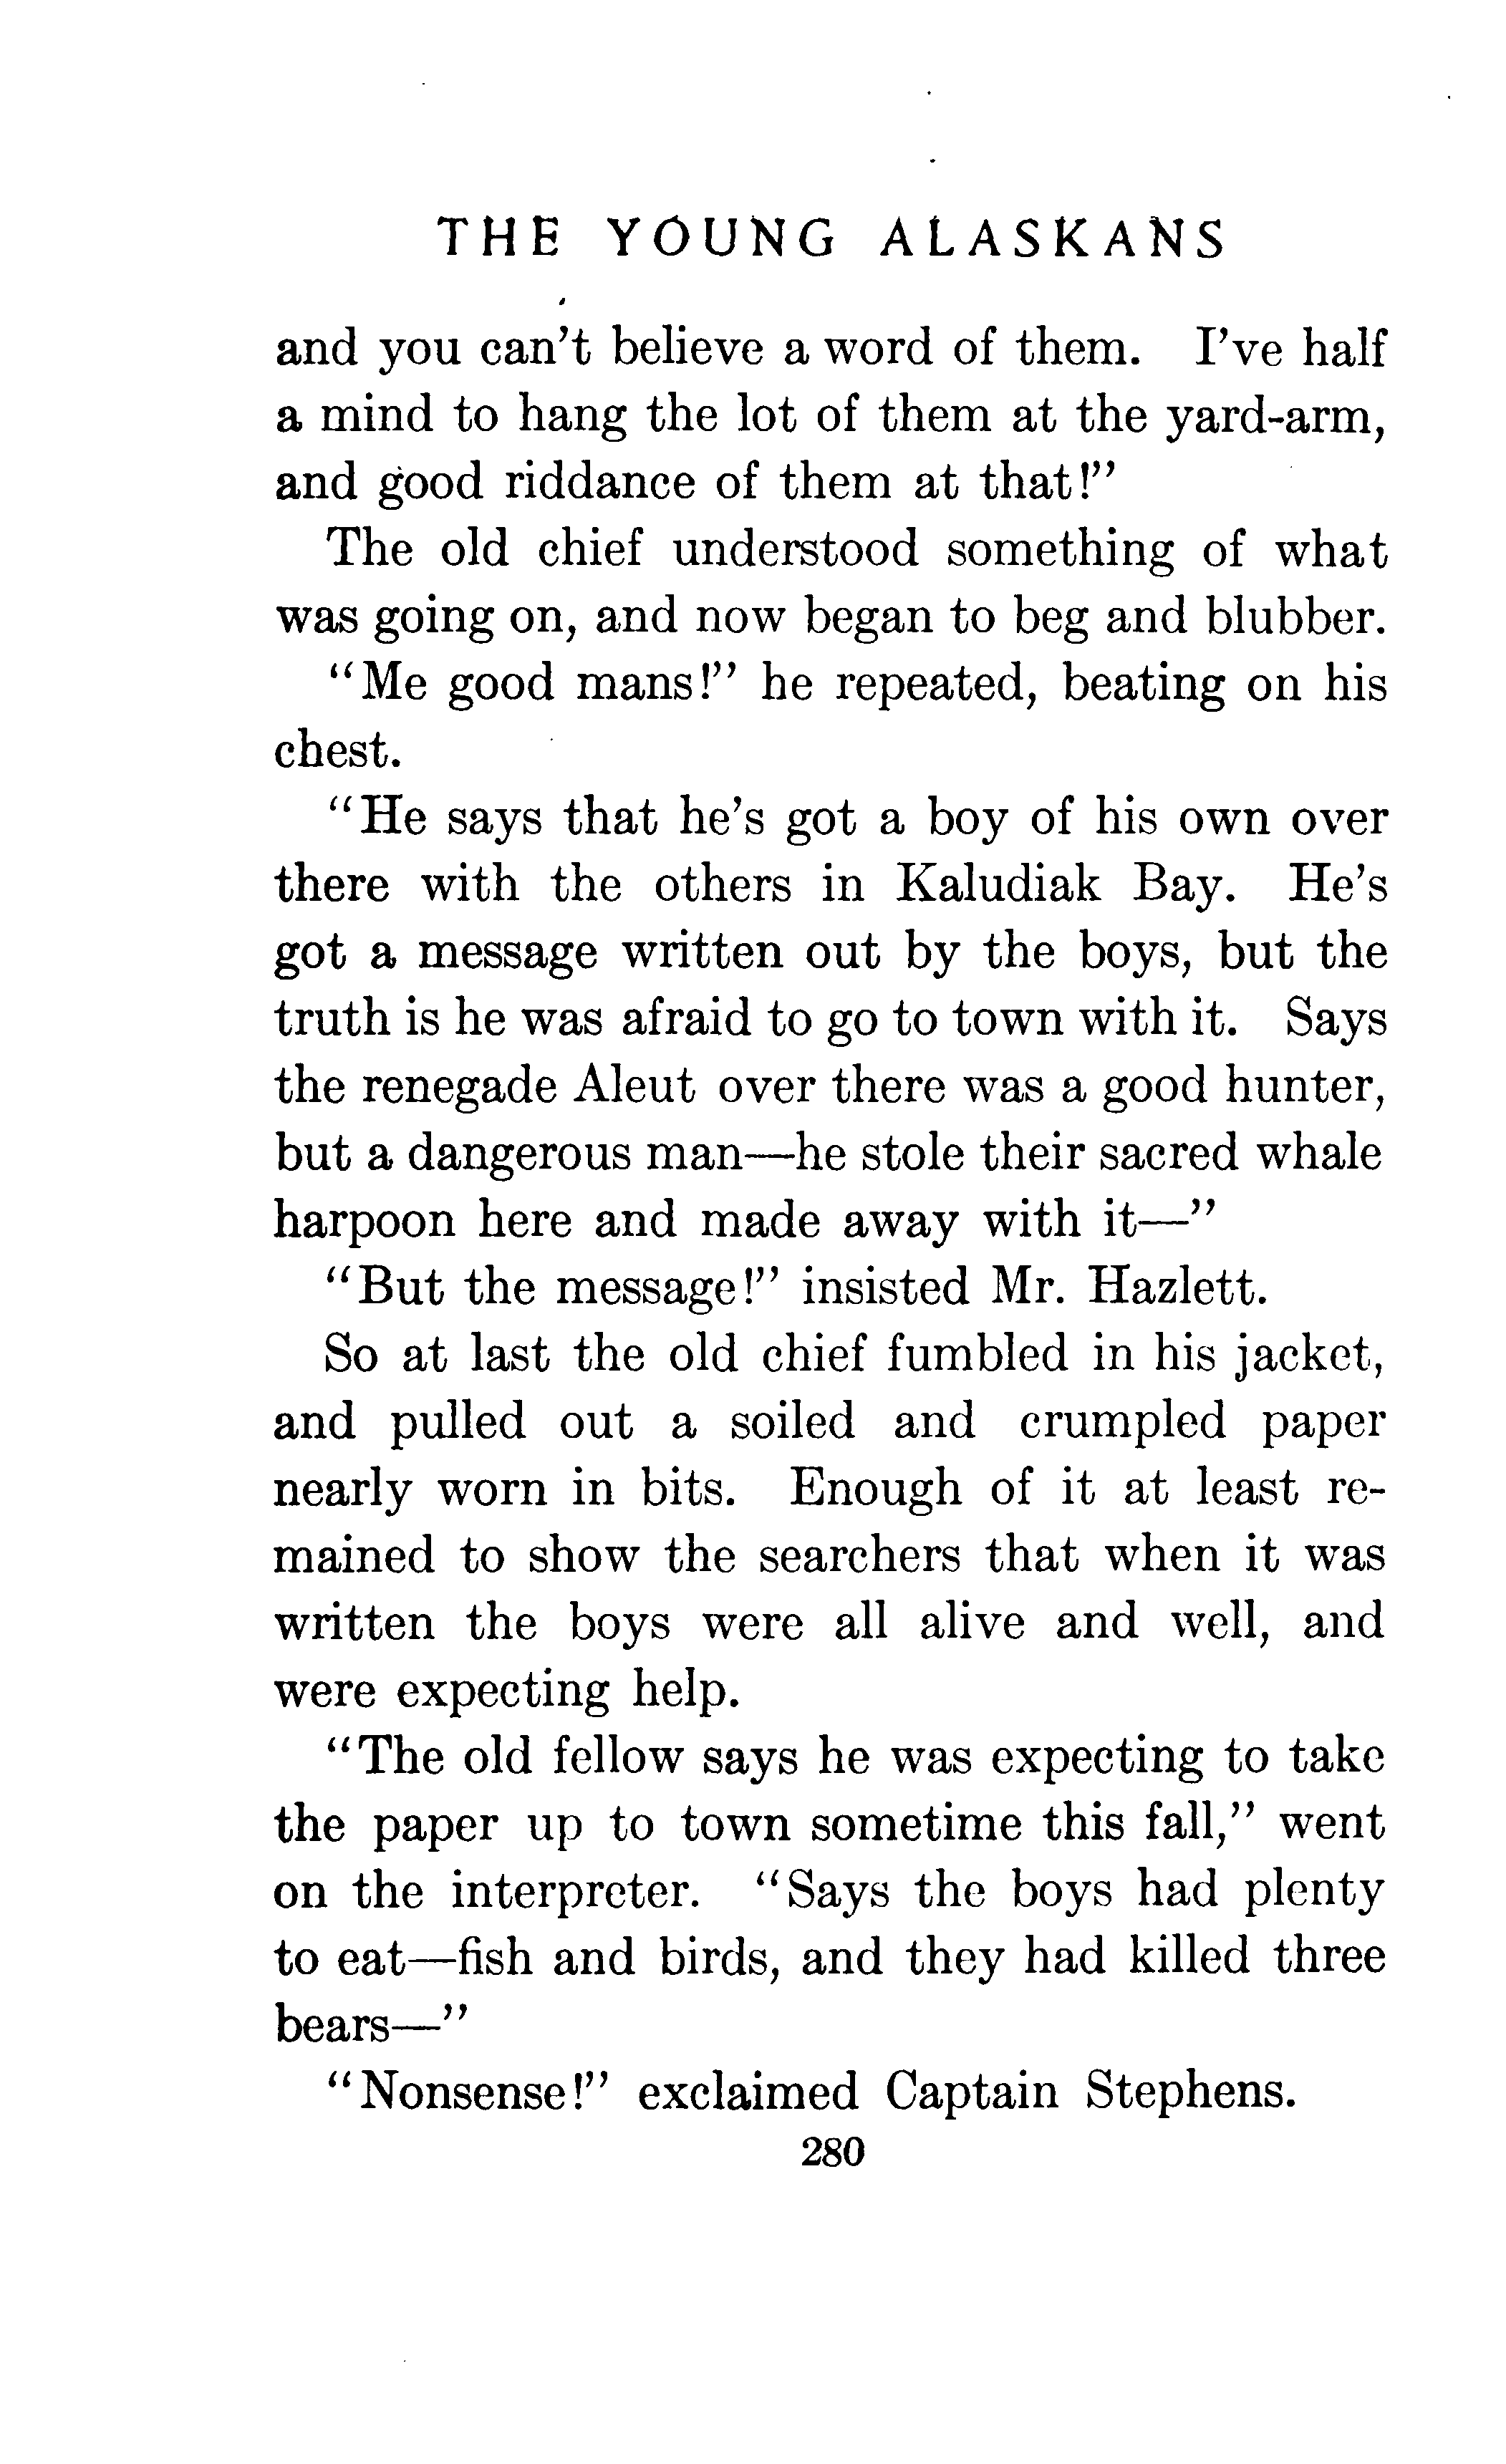 THE YOUNG ALASKANS
and you can't believe a word of them. I've half
a mind to hang the lot of them at the yard-arm,
and good riddance of them at that!"
The old chief understood something of what
was going on, and now began to beg and blubber.
"Me good mans!" he repeated, beating on his
chest.
"He says that he's got a boy of his own over
there with the others in Kaludiak Bay. He's
got a message written out by the boys, but the
truth is he was afraid to go to town with it. Says
the renegade Aleut over there was a good hunter,
but a dangerous man—he stole their sacred whale
harpoon here and made away with it—"
"But the message!" insisted Mr. Hazlett.
So at last the old chief fumbled in his jacket,
and pulled out a soiled and crumpled paper
nearly worn in bits. Enough of it at least re-
mained to show the searchers that when it was
written the boys were all alive and well, and
were expecting help.
"The old fellow says he was expecting to take
the paper up to town sometime this fall," went
on the interpreter. "Says the boys had plenty
to eat—fish and birds, and they had killed three
bears—"
"Nonsense!" exclaimed Captain Stephens.
280